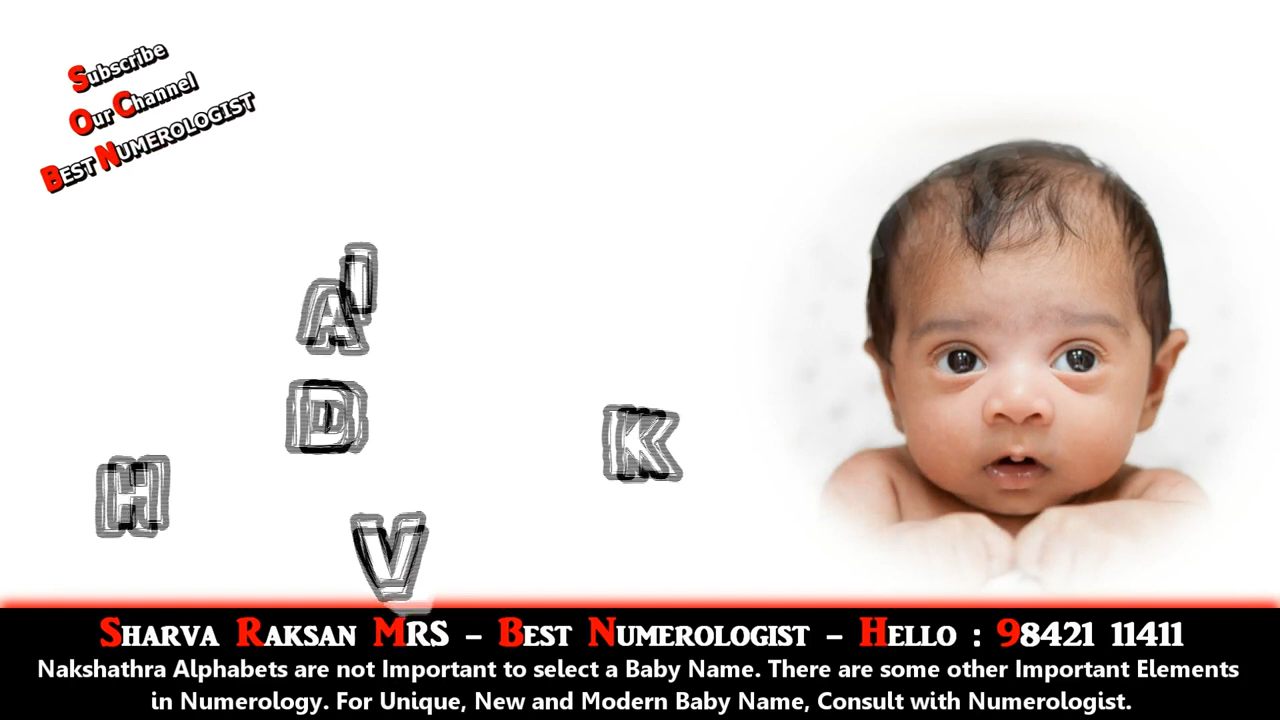 Subscribe
Our Channel
BEST NUMEROLOGIST
I
A
D
K
H
V
SHARVA RAKSAN MRS – BEST NUMEROLOGIST – HELLO : 98421 11411
Nakshathra Alphabets are not Important to select a Baby Name. There are some other Important Elements
in Numerology. For Unique, New and Modern Baby Name, Consult with Numerologist.